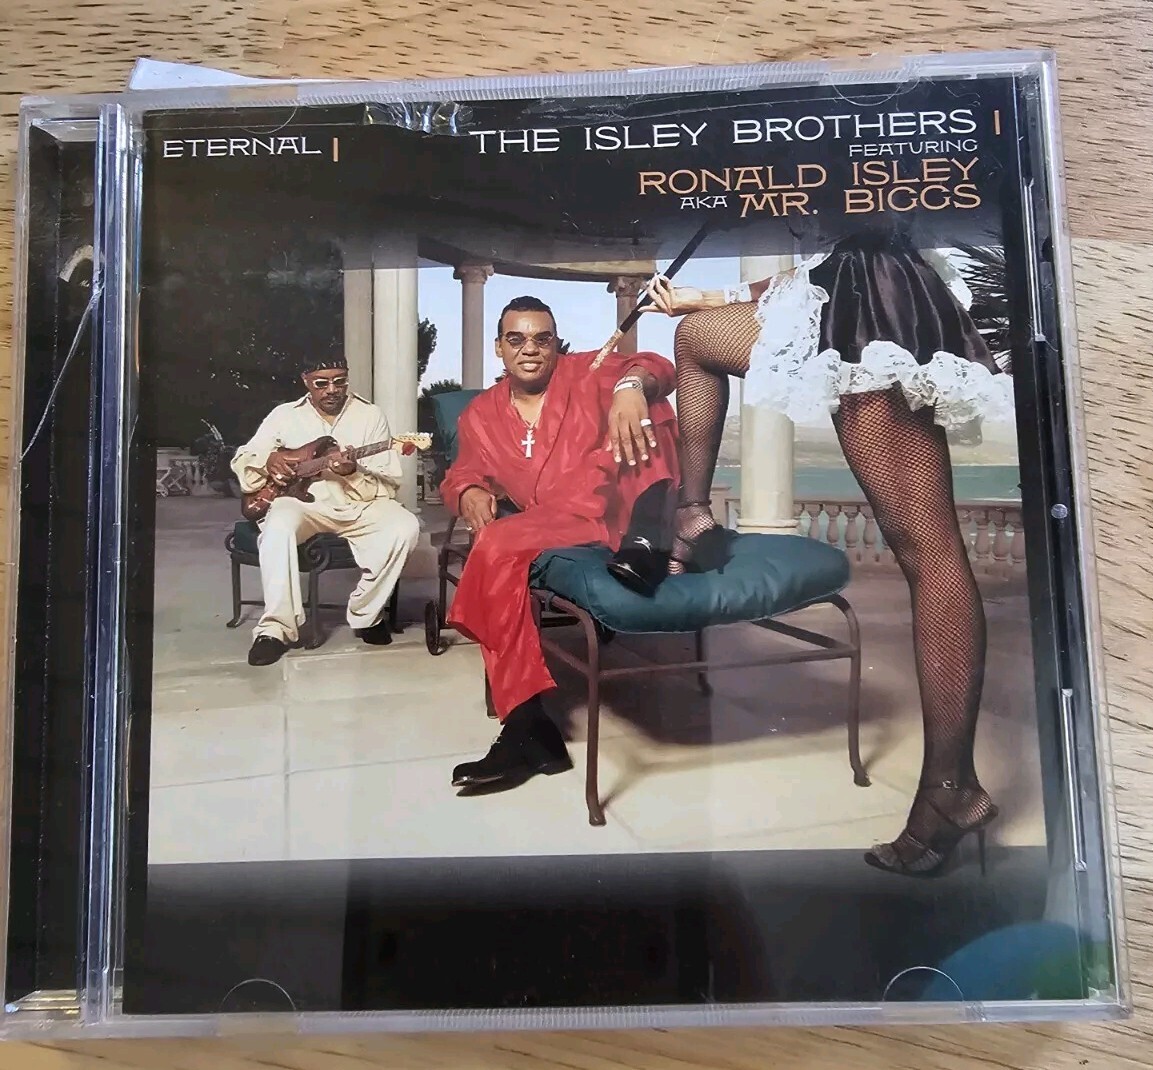 ETERNAL
THE ISLEY BROTHERS
FEATURING
RONALD ISLEY
AKA MR. BIGGS